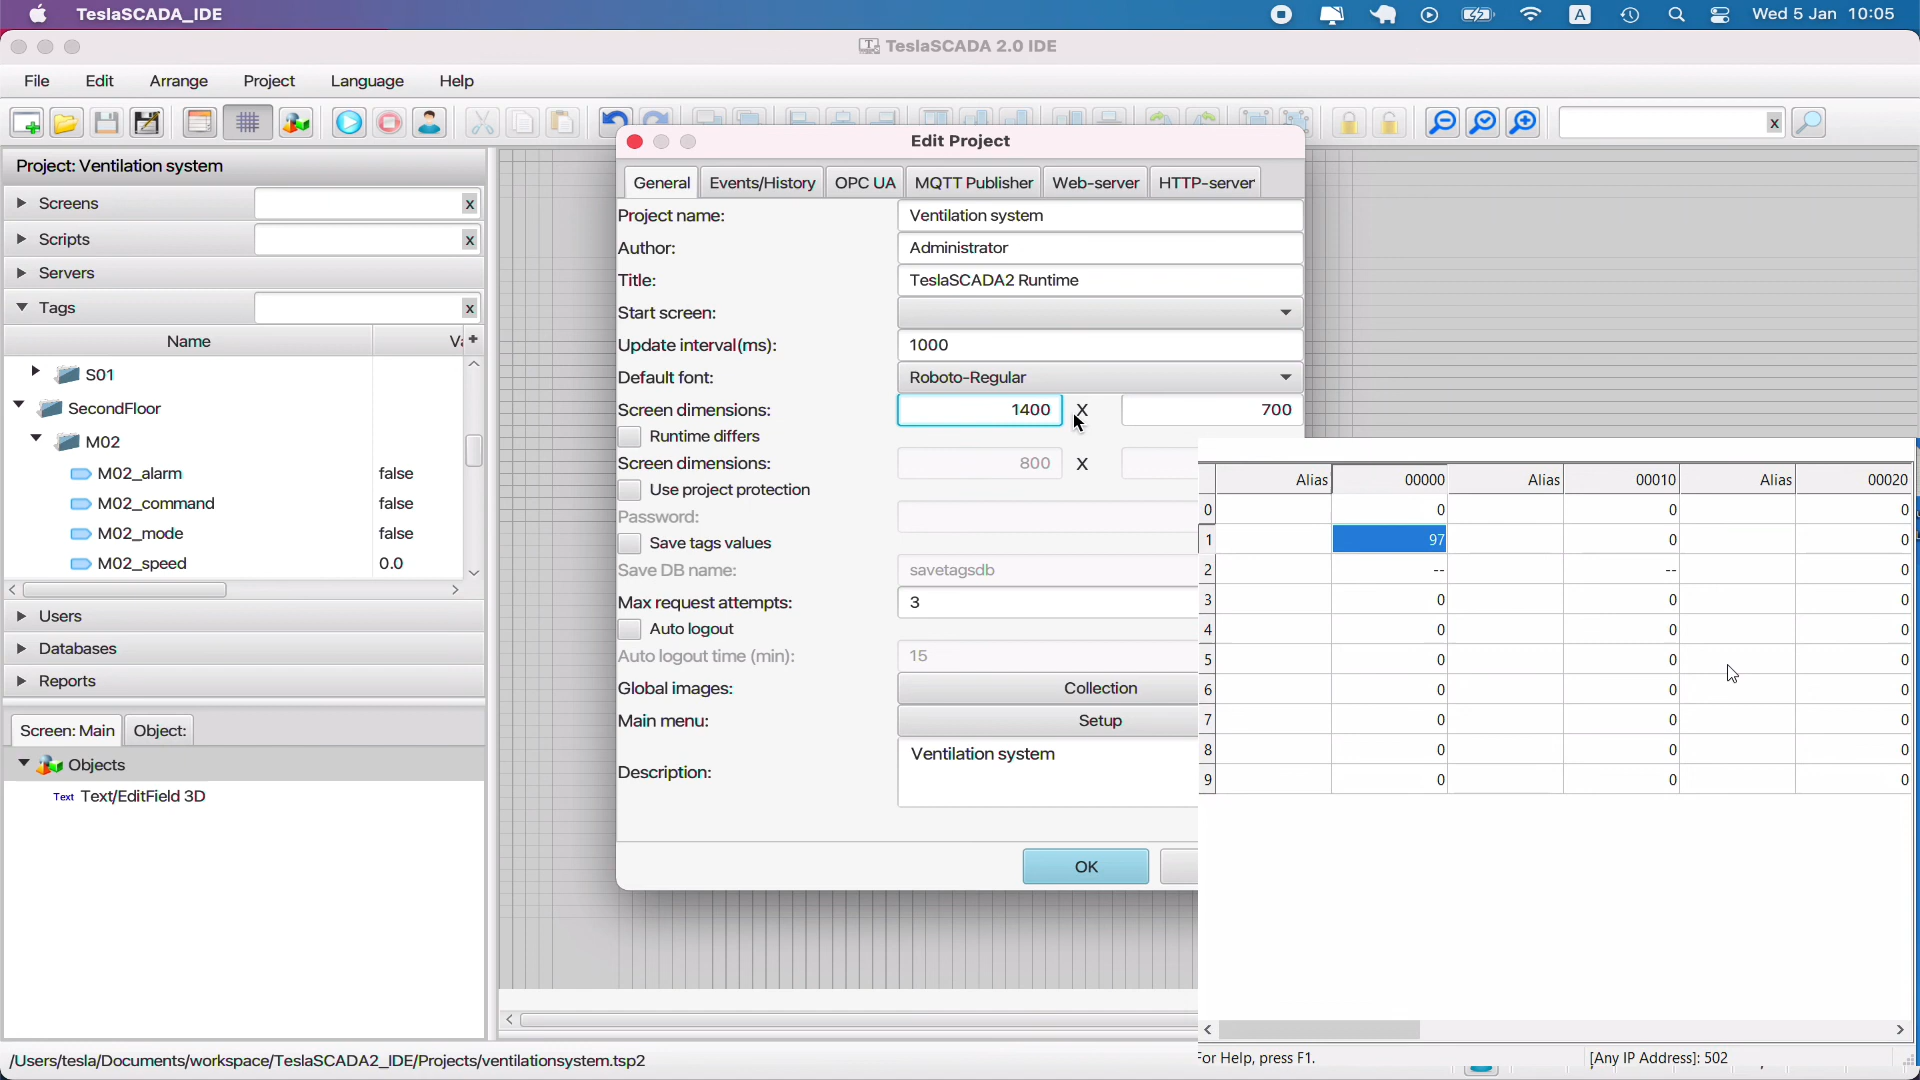 TeslaSCADA_IDE
A
Wed 5 Jan 10:05
TeslaSCADA 2.0 IDE
File Edit Arrange Project Language Help
x
Project: Ventilation system
Screens x
Scripts x
Servers
Tags x
Name
S01
SecondFloor
M02
M02_alarm false
M02_command false
M02_mode false
M02_speed 0.0
Users
Databases
Reports
Screen: Main Object:
Objects
Text Text/EditField 3D
/Users/tesla/Documents/workspace/TeslaSCADA2_IDE/Projects/ventilationsystem.tsp2
Edit Project
General Events/History OPC UA MQTT Publisher Web-server HTTP-server
Project name: Ventilation system
Author: Administrator
Title: TeslaSCADA2 Runtime
Start screen:
Update interval(ms): 1000
Default font: Roboto-Regular
Screen dimensions: 1400 X 700
Runtime differs
Screen dimensions: 800 X
Use project protection
Password:
Save tags values
Save DB name: savetagsdb
Max request attempts: 3
Auto logout
Auto logout time (min): 15
Global images: Collection
Main menu: Setup
Description: Ventilation system
OK
Alias 00000 Alias 00010 Alias 00020
0 0 0 0
1 97 0 0
2 -- -- 0
3 0 0 0
4 0 0 0
5 0 0 0
6 0 0 0
7 0 0 0
8 0 0 0
9 0 0 0
For Help, press F1.
[Any IP Address]: 502